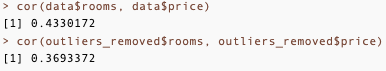 > cor(data$rooms, data$price)
[1] 0.4330172
> cor(outliers_removed$rooms, outliers_removed$price)
[1] 0.3693372